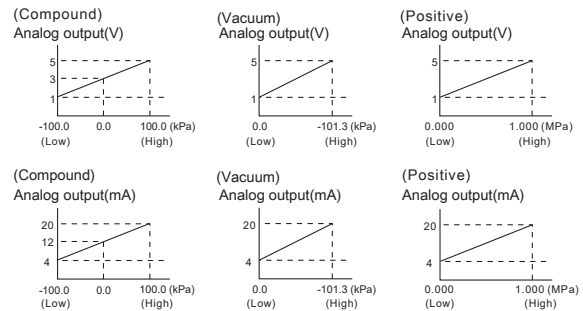 (Compound)
Analog output(V)
5
3
1
-100.0 0.0 100.0 (kPa)
(Low) (High)
(Vacuum)
Analog output(V)
5
1
0.0 -101.3 (kPa)
(Low) (High)
(Positive)
Analog output(V)
5
1
0.000 1.000 (MPa)
(Low) (High)
(Compound)
Analog output(mA)
20
12
4
-100.0 0.0 100.0 (kPa)
(Low) (High)
(Vacuum)
Analog output(mA)
20
4
0.0 -101.3 (kPa)
(Low) (High)
(Positive)
Analog output(mA)
20
4
0.000 1.000 (MPa)
(Low) (High)